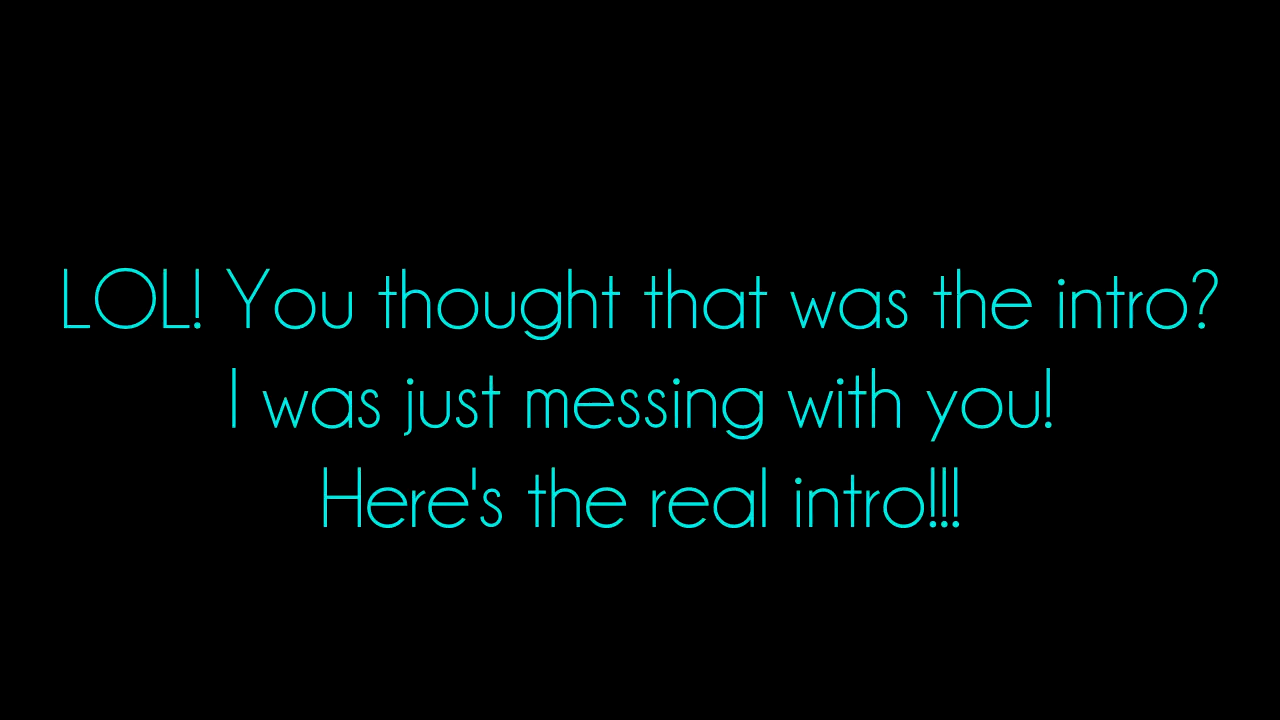 LOL! You thought that was the intro?
I was just messing with you!
Here's the real intro!!!